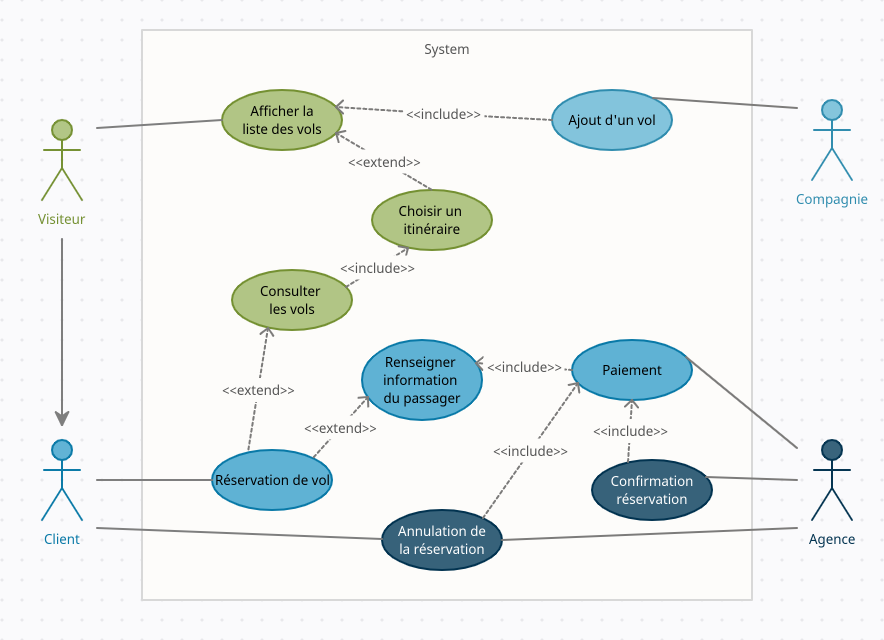 System
Afficher la
liste des vols
<<include>>
Ajout d'un vol
<<extend>>
Visiteur
Compagnie
Choisir un
itinéraire
<<include>>
Consulter
les vols
Renseigner
information
du passager
<<include>>
Paiement
<<extend>>
<<extend>>
<<include>>
<<include>>
Réservation de vol
Confirmation
réservation
Client
Annulation de
la réservation
Agence